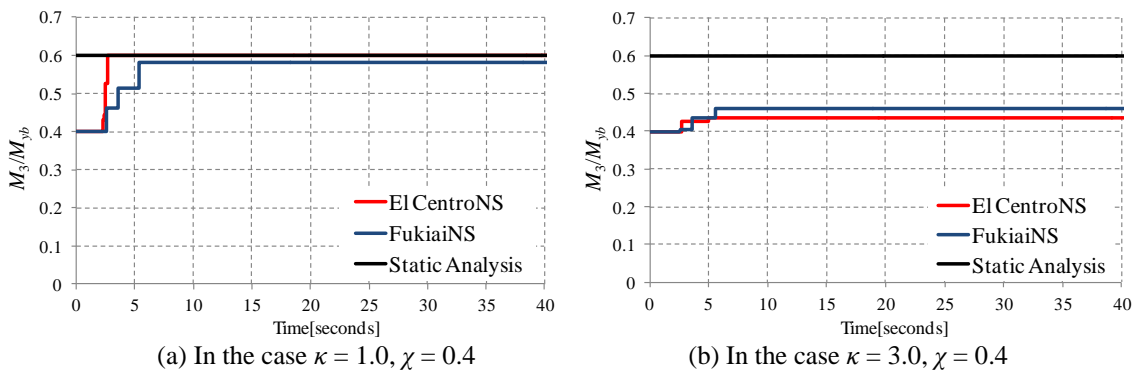 0.7
0.6
0.5
0.4
0.3
0.2
0.1
0
M3/Myb
El CentroNS
FukiaiNS
Static Analysis
0 5 10 15 20 25 30 35 40
Time[seconds]
(a) In the case κ = 1.0, χ = 0.4
0.7
0.6
0.5
0.4
0.3
0.2
0.1
0
M3/Myb
El CentroNS
FukiaiNS
Static Analysis
0 5 10 15 20 25 30 35 40
Time[seconds]
(b) In the case κ = 3.0, χ = 0.4